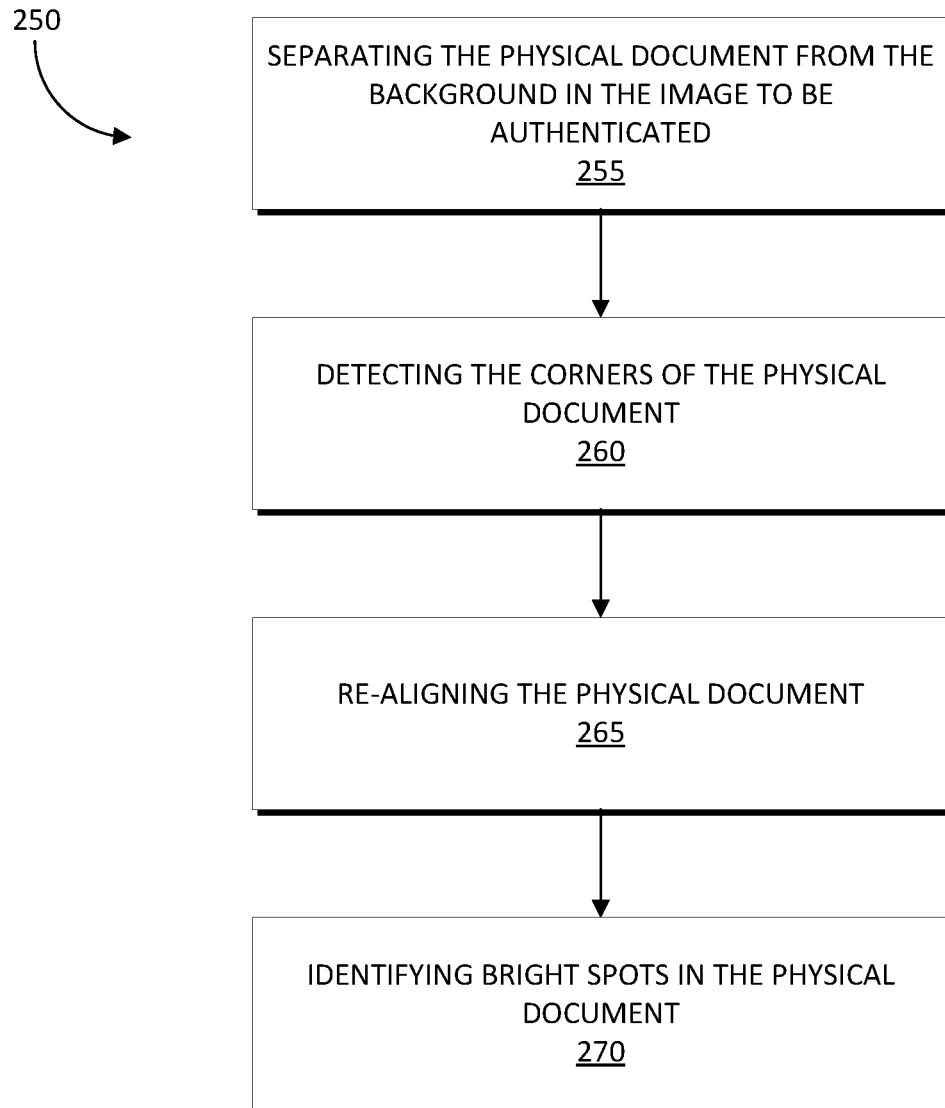 250
SEPARATING THE PHYSICAL DOCUMENT FROM THE
BACKGROUND IN THE IMAGE TO BE
AUTHENTICATED
255
DETECTING THE CORNERS OF THE PHYSICAL
DOCUMENT
260
RE-ALIGNING THE PHYSICAL DOCUMENT
265
IDENTIFYING BRIGHT SPOTS IN THE PHYSICAL
DOCUMENT
270